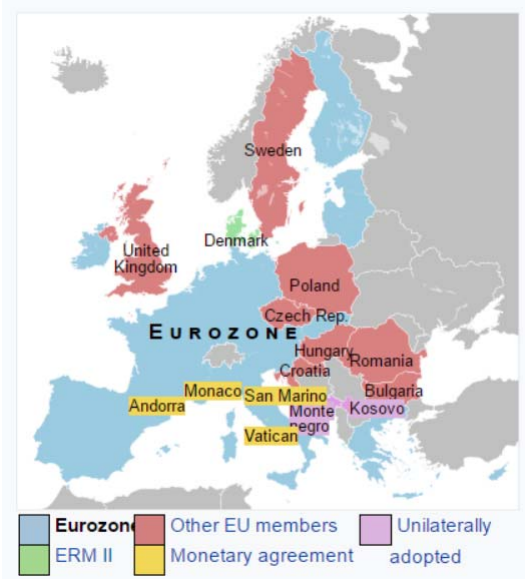 Sweden
Denmark
United
Kingdom
Poland
Czech Rep.
EUROZONE
Hungary
Romania
Croatia
Bulgaria
Monaco
San Marino
Andorra
Monte
negro
Kosovo
Vatican
Eurozone
Other EU members
Unilaterally
adopted
ERM II
Monetary agreement